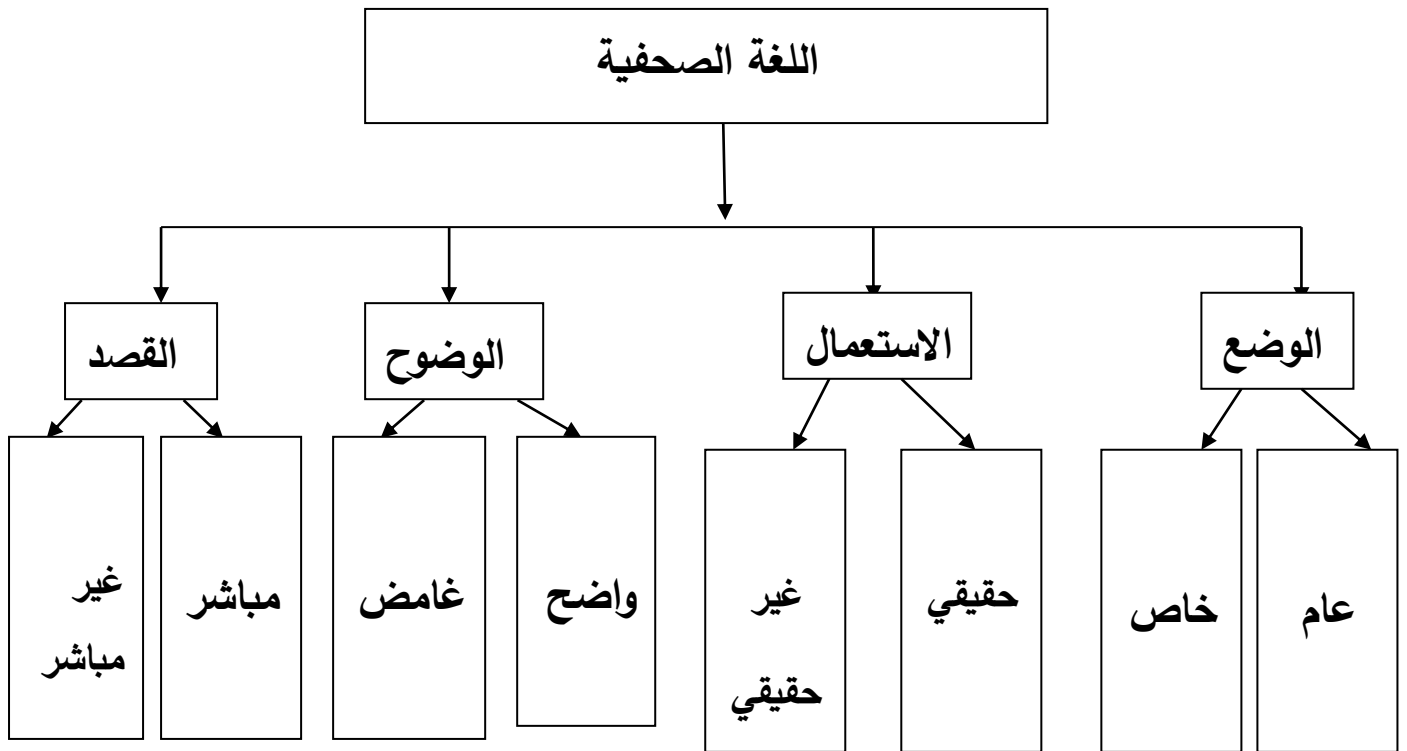 اللغة الصحفية
الوضع
الاستعمال
الوضوح
القصد
عام
خاص
حقيقي
غير
حقيقي
واضح
غامض
مباشر
غير
مباشر